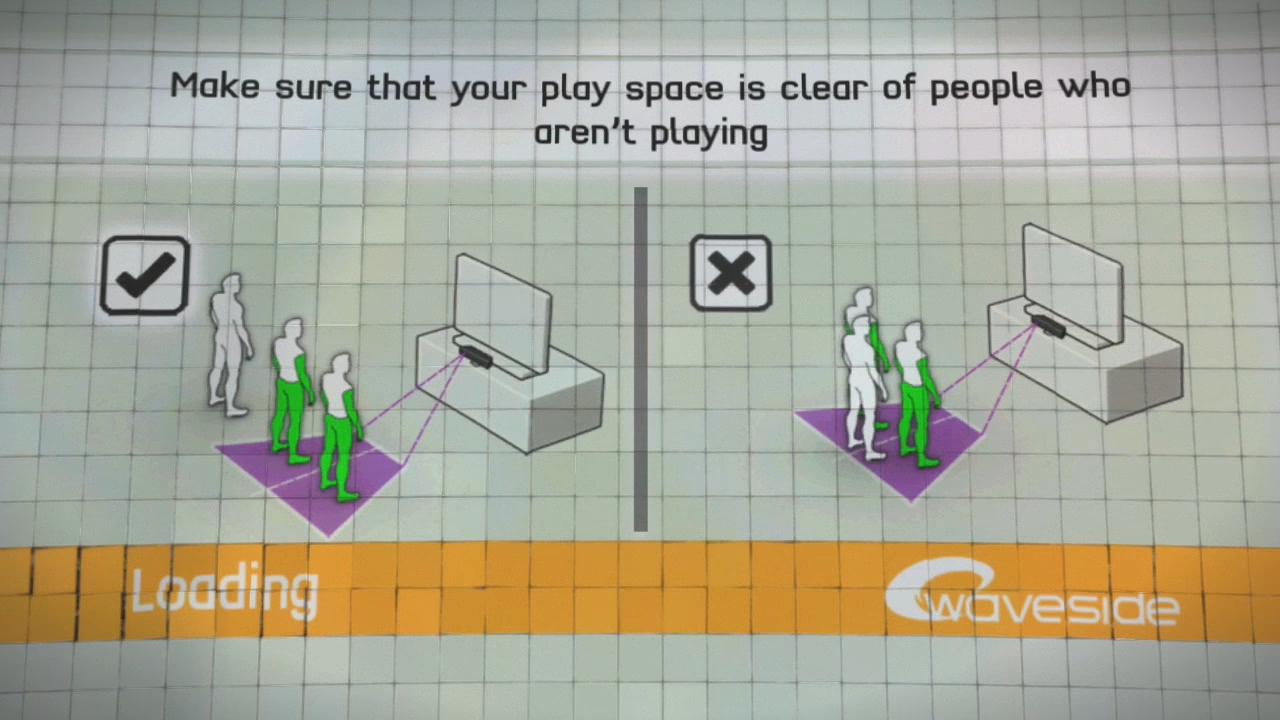 Make sure that your play space is clear of people who
aren't playing
Loading
waveside